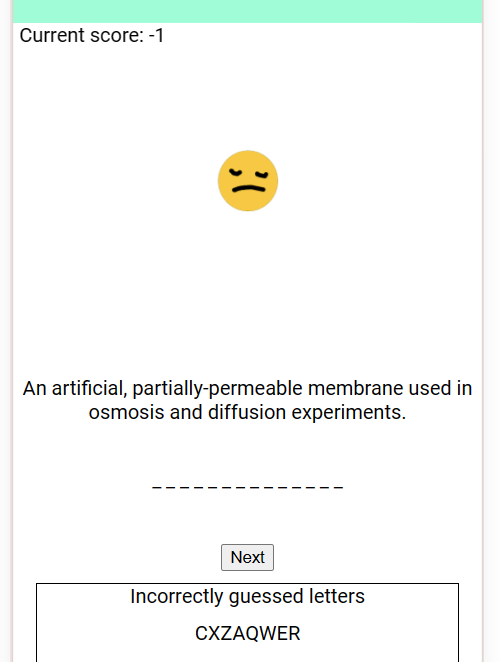 Current score: -1
An artificial, partially-permeable membrane used in
osmosis and diffusion experiments.
_ _ _ _ _ _ _ _ _ _ _ _ _ _
Next
Incorrectly guessed letters
CXZAQWER